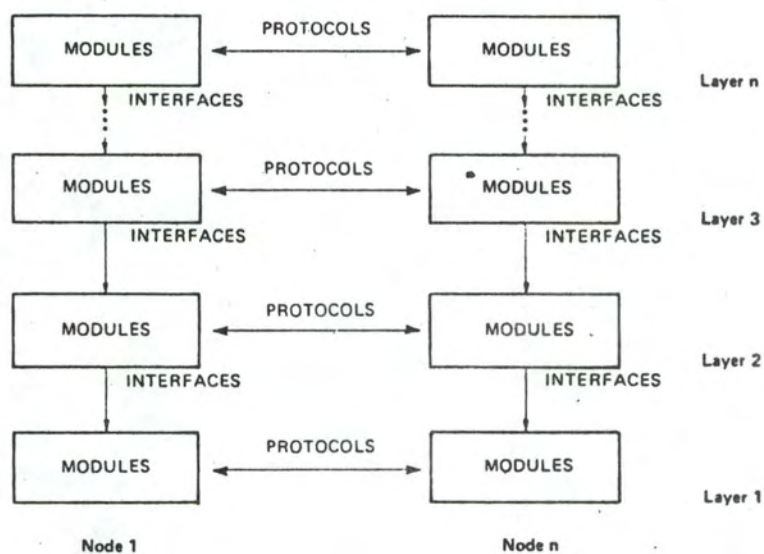 PROTOCOLS
MODULES MODULES
Layer n
INTERFACES INTERFACES
PROTOCOLS
MODULES MODULES
Layer 3
INTERFACES INTERFACES
PROTOCOLS
MODULES MODULES
Layer 2
INTERFACES INTERFACES
PROTOCOLS
MODULES MODULES
Layer 1
Node 1 Node n